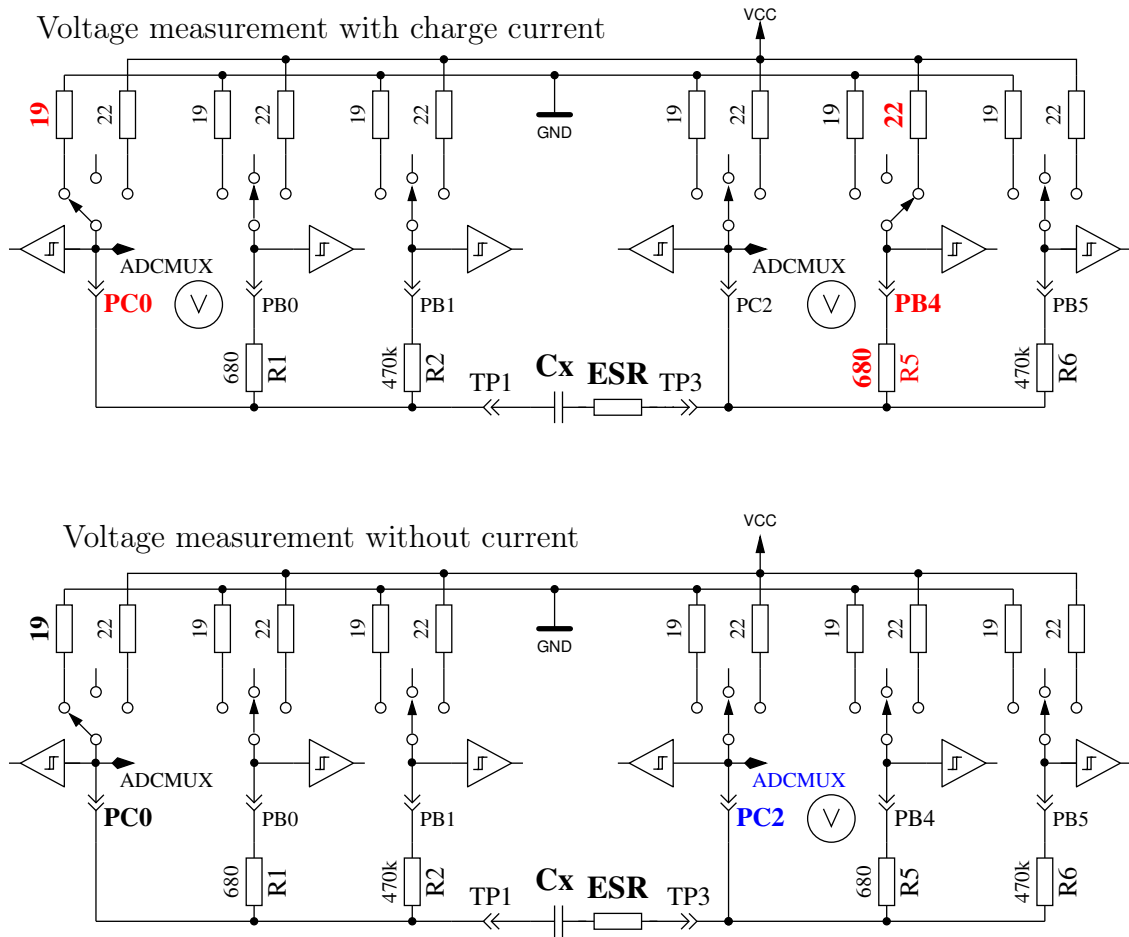 Voltage measurement with charge current
VCC
19 22 19 22 19 22 19 22 19 22 19 22
GND
ADCMUX ADCMUX
PC0 V PB0 PB1 PC2 V PB4 PB5
680 R1 470k R2 680 R5 470k R6
TP1 Cx ESR TP3
Voltage measurement without current
VCC
19 22 19 22 19 22 19 22 19 22 19 22
GND
ADCMUX ADCMUX
PC0 PB0 PB1 PC2 V PB4 PB5
680 R1 470k R2 680 R5 470k R6
TP1 Cx ESR TP3